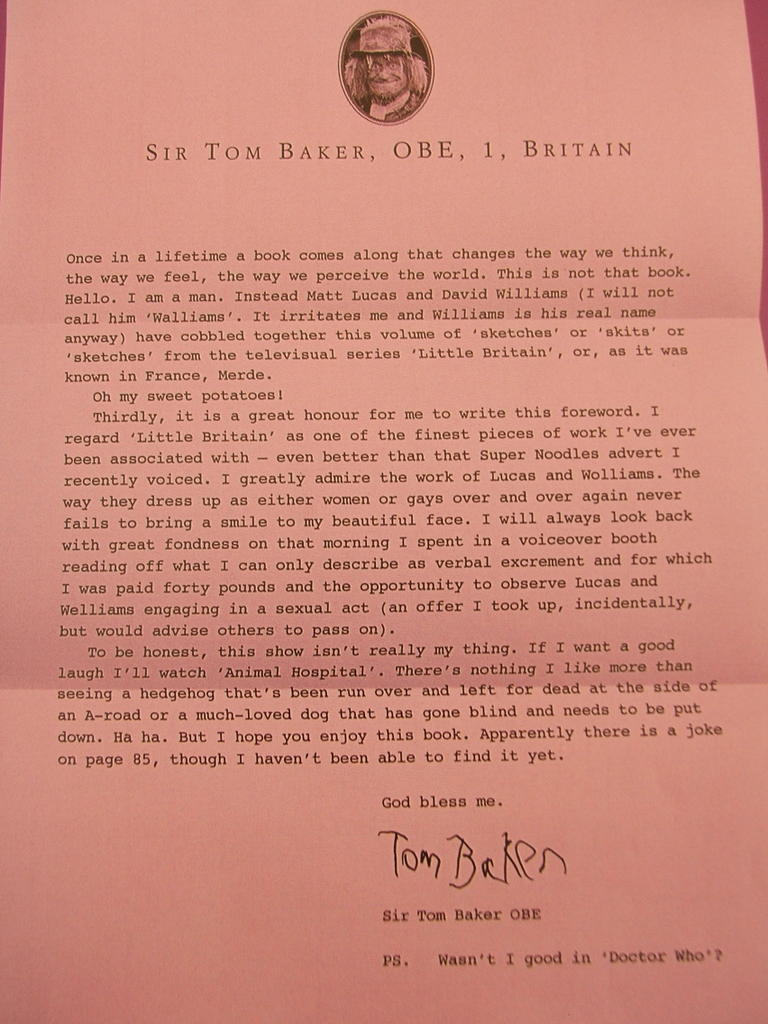 SIR TOM BAKER, OBE, 1, BRITAIN
Once in a lifetime a book comes along that changes the way we think,
the way we feel, the way we perceive the world. This is not that book.
Hello. I am a man. Instead Matt Lucas and David Williams (I will not
call him 'Walliams'. It irritates me and Williams is his real name
anyway) have cobbled together this volume of 'sketches' or 'skits' or
'sketches' from the televisual series 'Little Britain', or, as it was
known in France, Merde.
Oh my sweet potatoes!
Thirdly, it is a great honour for me to write this foreword. I
regard 'Little Britain' as one of the finest pieces of work I've ever
been associated with – even better than that Super Noodles advert I
recently voiced. I greatly admire the work of Lucas and Wolliams. The
way they dress up as either women or gays over and over again never
fails to bring a smile to my beautiful face. I will always look back
with great fondness on that morning I spent in a voiceover booth
reading off what I can only describe as verbal excrement and for which
I was paid forty pounds and the opportunity to observe Lucas and
Welliams engaging in a sexual act (an offer I took up, incidentally,
but would advise others to pass on).
To be honest, this show isn't really my thing. If I want a good
laugh I'll watch 'Animal Hospital'. There's nothing I like more than
seeing a hedgehog that's been run over and left for dead at the side of
an A-road or a much-loved dog that has gone blind and needs to be put
down. Ha ha. But I hope you enjoy this book. Apparently there is a joke
on page 85, though I haven't been able to find it yet.
God bless me.
Tom Baker
Sir Tom Baker OBE
PS. Wasn't I good in 'Doctor Who'?